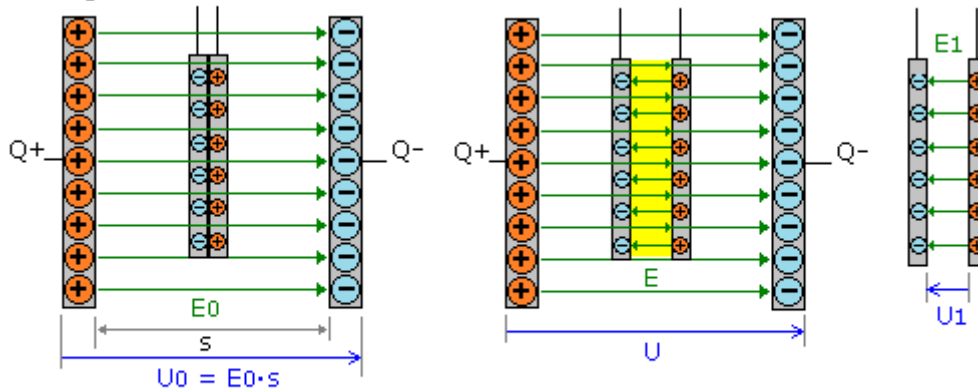 Q+
Q-
E0
s
U0 = E0·s
Q+
Q-
E
U
E1
U1